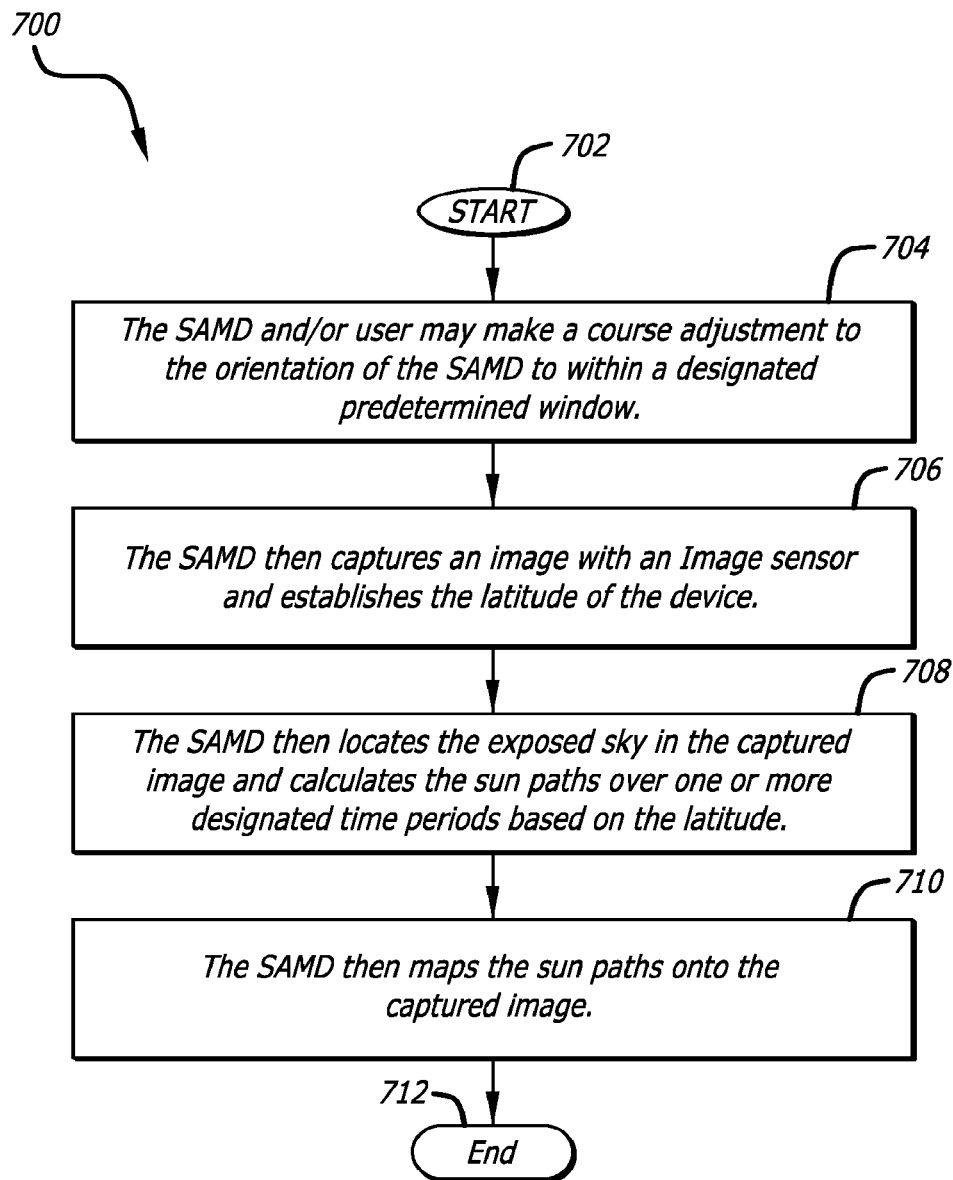 700
702
START
704
The SAMD and/or user may make a course adjustment to
the orientation of the SAMD to within a designated
predetermined window.
706
The SAMD then captures an image with an Image sensor
and establishes the latitude of the device.
708
The SAMD then locates the exposed sky in the captured
image and calculates the sun paths over one or more
designated time periods based on the latitude.
710
The SAMD then maps the sun paths onto the
captured image.
712
End